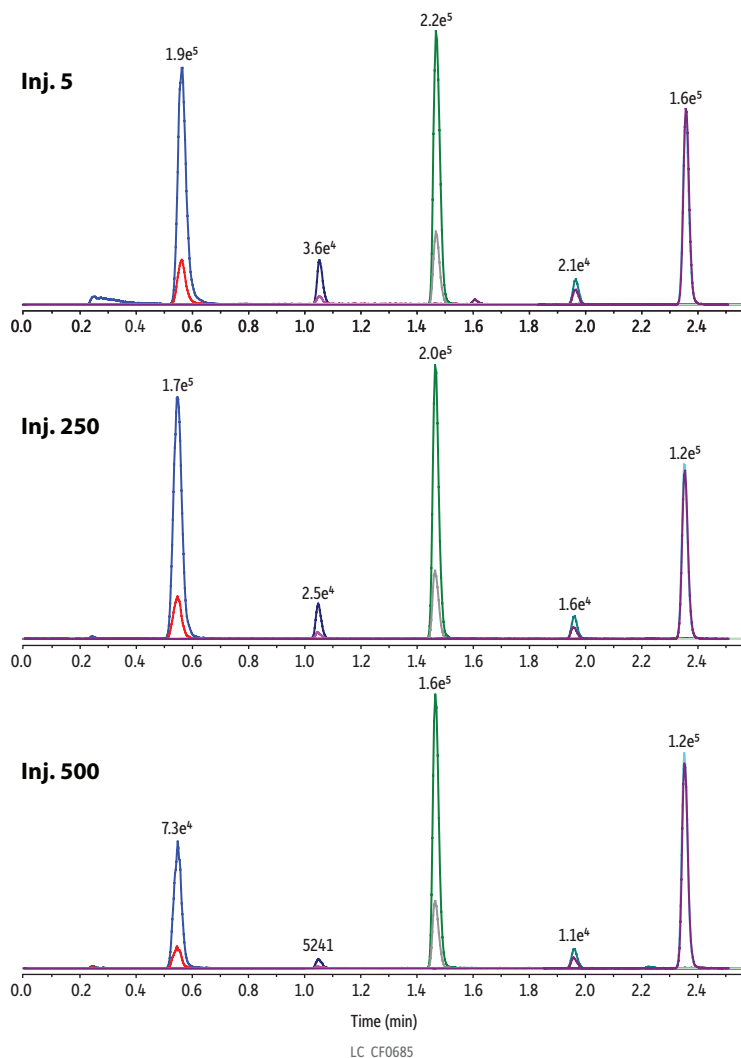 2.2e⁵
1.9e⁵
Inj. 5
1.6e⁵
3.6e⁴
2.1e⁴
0.0 0.2 0.4 0.6 0.8 1.0 1.2 1.4 1.6 1.8 2.0 2.2 2.4
2.0e⁵
1.7e⁵
Inj. 250
1.2e⁵
2.5e⁴
1.6e⁴
0.0 0.2 0.4 0.6 0.8 1.0 1.2 1.4 1.6 1.8 2.0 2.2 2.4
1.6e⁵
1.2e⁵
Inj. 500
7.3e⁴
5241
1.1e⁴
0.0 0.2 0.4 0.6 0.8 1.0 1.2 1.4 1.6 1.8 2.0 2.2 2.4
Time (min)
LC_CF0685